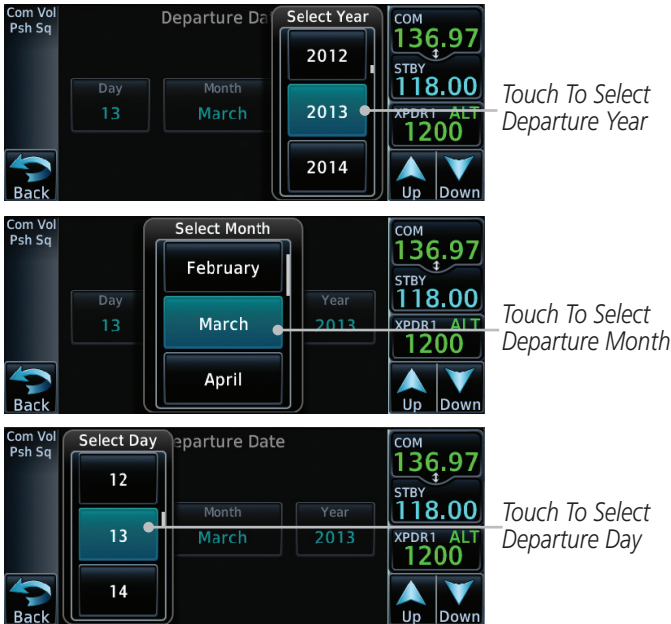 Com Vol
Psh Sq
Departure Da
Select Year
2012
2013
2014
Day
13
Month
March
Back
COM
136.97
STBY
118.00
XPDR1 ALT
1200
Up Down
Touch To Select
Departure Year
Com Vol
Psh Sq
Select Month
February
March
April
Day
13
Year
2013
Back
COM
136.97
STBY
118.00
XPDR1 ALT
1200
Up Down
Touch To Select
Departure Month
Com Vol
Psh Sq
Select Day
eparture Date
12
13
14
Month
March
Year
2013
Back
COM
136.97
STBY
118.00
XPDR1 ALT
1200
Up Down
Touch To Select
Departure Day